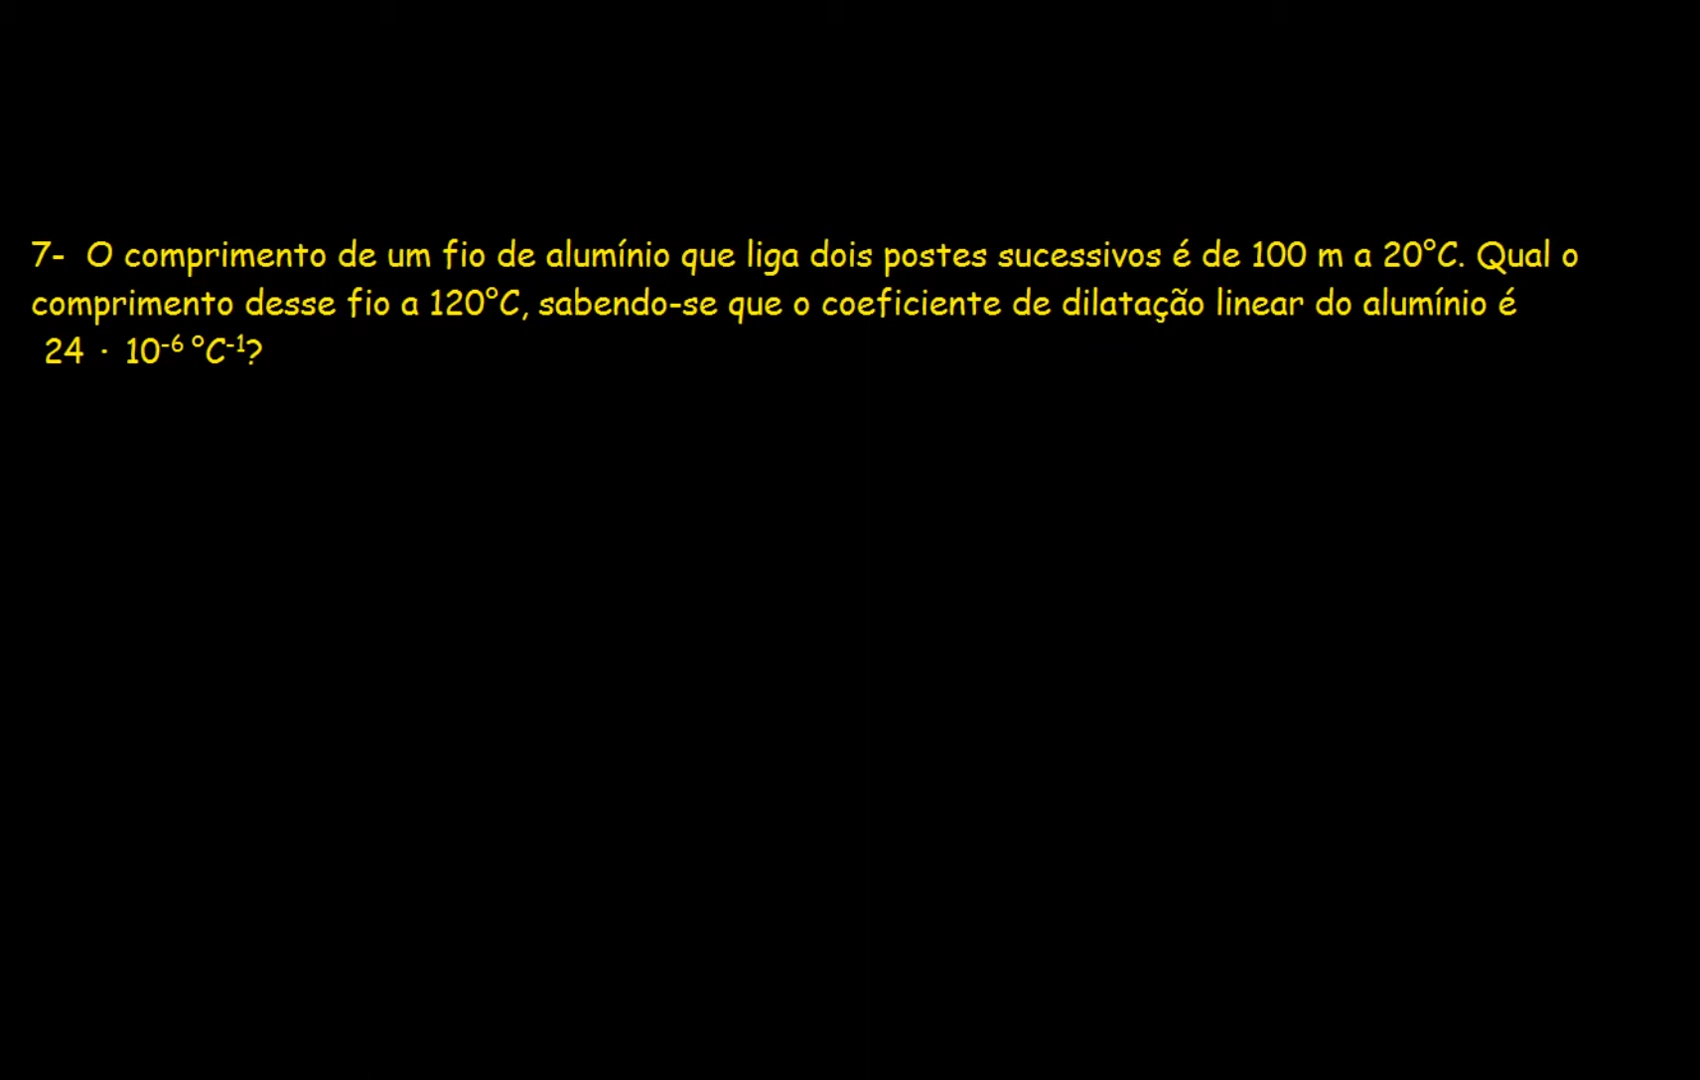 7- O comprimento de um fio de alumínio que liga dois postes sucessivos é de 100 m a 20°C. Qual o
comprimento desse fio a 120°C, sabendo-se que o coeficiente de dilatação linear do alumínio é
24 · 10⁻⁶ °C⁻¹?